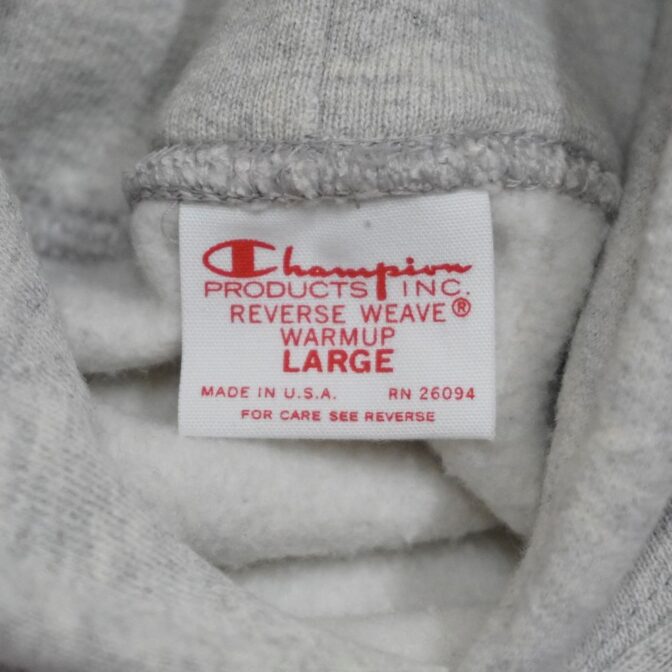 Champion
PRODUCTS INC.
REVERSE WEAVE®
WARMUP
LARGE
MADE IN U.S.A. RN 26094
FOR CARE SEE REVERSE